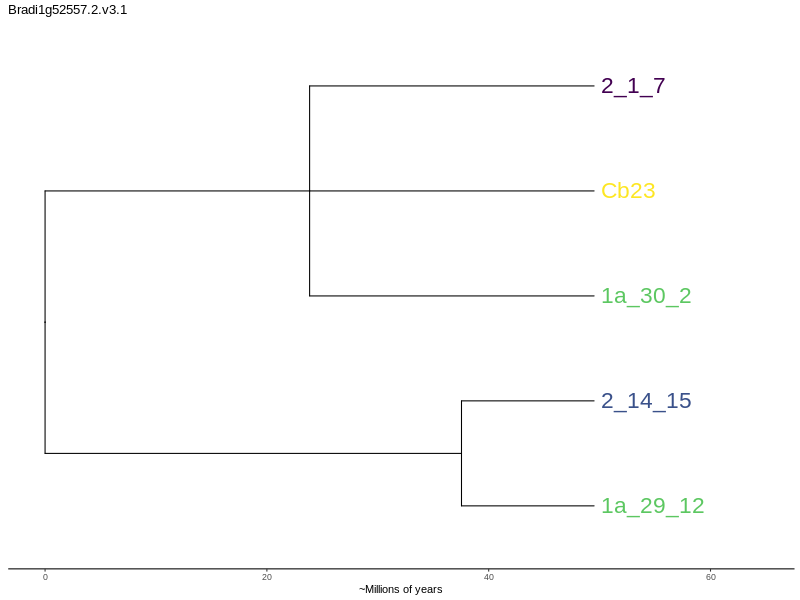 Bradi1g52557.2.v3.1
2_1_7
Cb23
1a_30_2
2_14_15
1a_29_12
0 20 40 60
~Millions of years